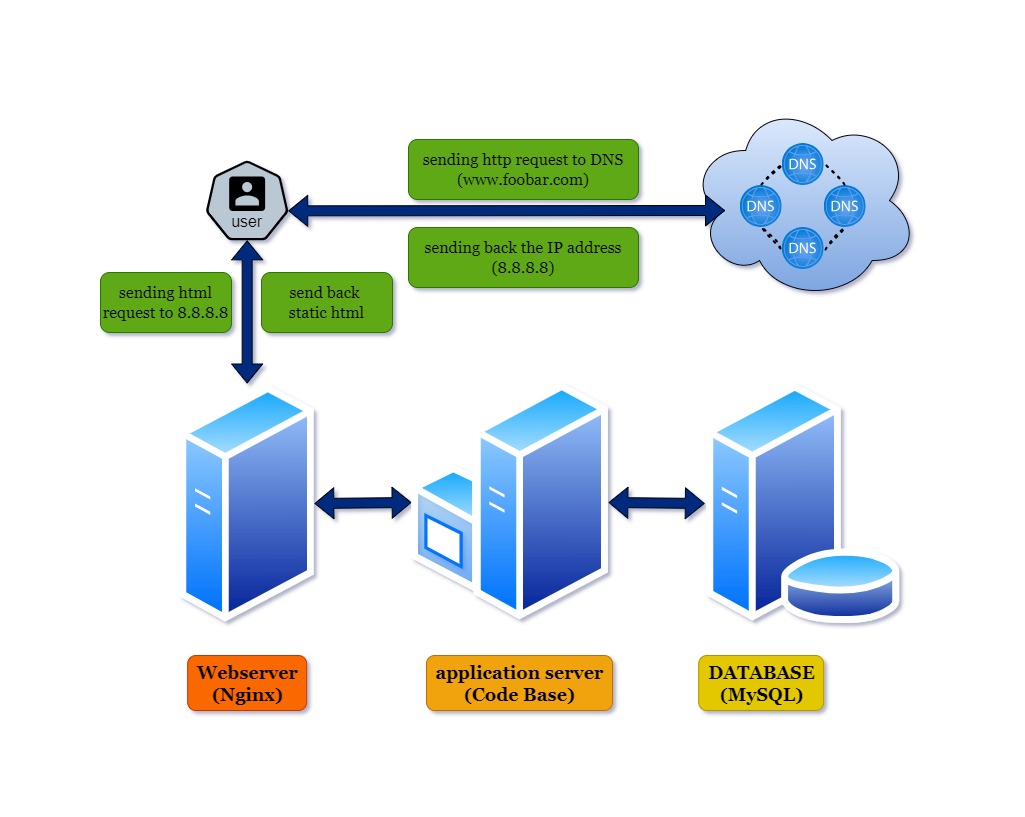 sending http request to DNS
(www.foobar.com)
DNS
DNS
DNS
DNS
user
sending back the IP address
(8.8.8.8)
sending html
request to 8.8.8.8
send back
static html
Webserver
(Nginx)
application server
(Code Base)
DATABASE
(MySQL)